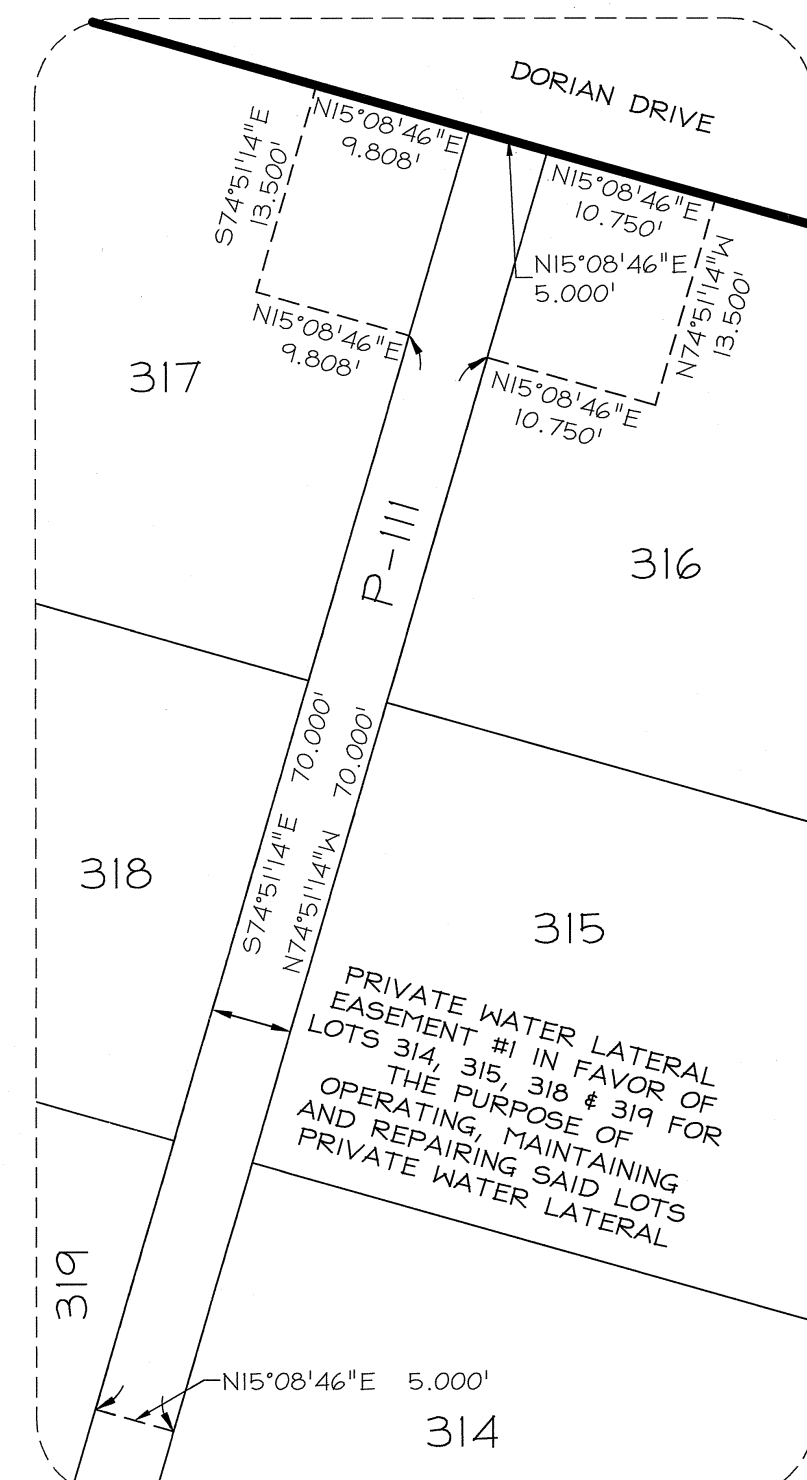 DORIAN DRIVE
N15°08'46"E
9.808'
S74°51'14"E
13.500'
N15°08'46"E
10.750'
N15°08'46"E
5.000'
N74°51'14"W
13.500'
N15°08'46"E
9.808'
N15°08'46"E
10.750'
317
316
P-111
S74°51'14"E 70.000'
N74°51'14"W 70.000'
318
315
PRIVATE WATER LATERAL
EASEMENT #1 IN FAVOR OF
LOTS 314, 315, 318 & 319 FOR
THE PURPOSE OF
OPERATING, MAINTAINING
AND REPAIRING SAID LOTS
PRIVATE WATER LATERAL
319
N15°08'46"E 5.000'
314